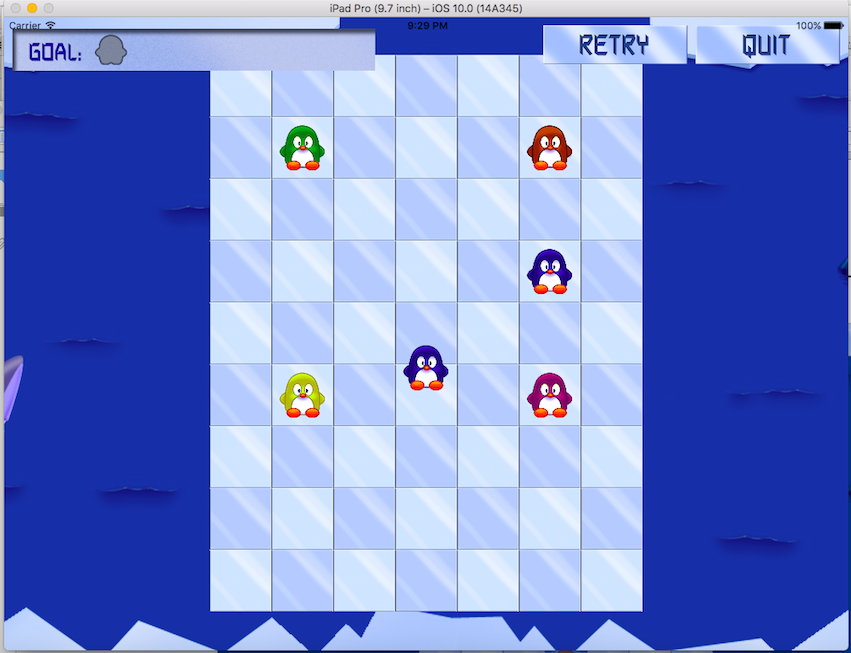 iPad Pro (9.7 inch) – iOS 10.0 (14A345)
Carrier 9:29 PM 100%
GOAL: RETRY QUIT